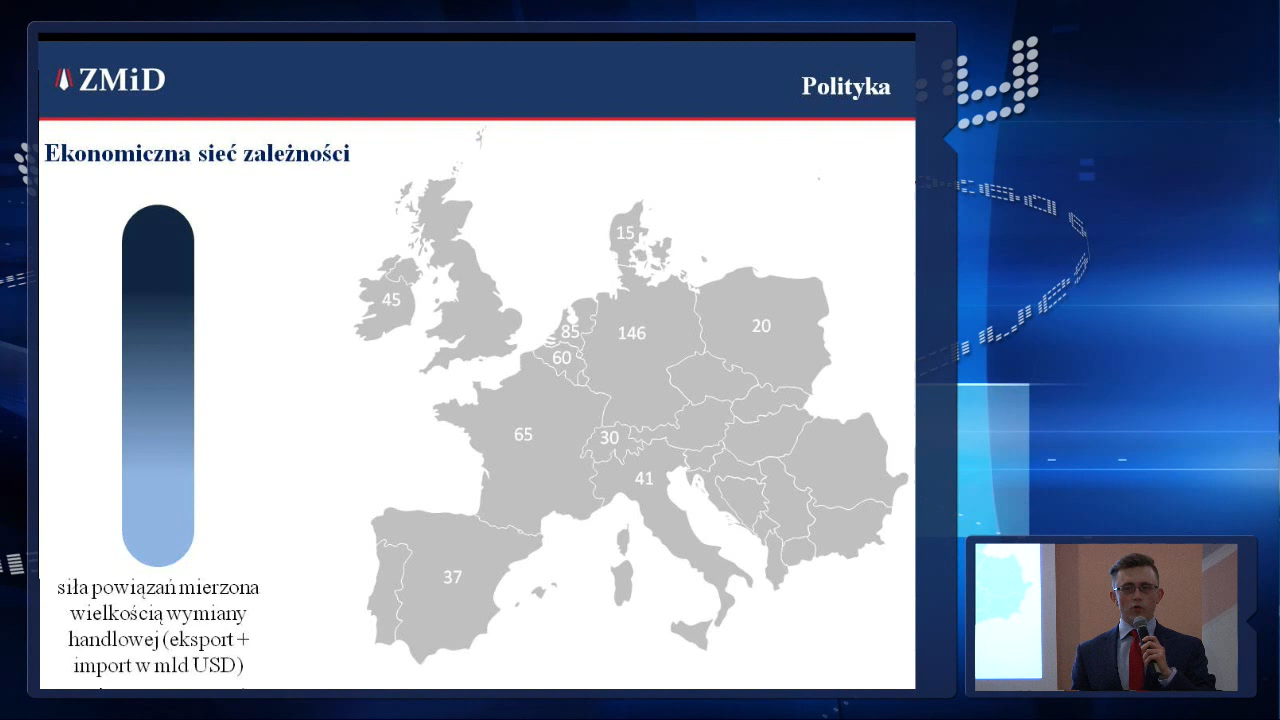 ZMiD
Polityka
Ekonomiczna sieć zależności
15
45
85
146
20
60
65
30
41
37
siła powiązań mierzona
wielkością wymiany
handlowej (eksport +
import w mld USD)